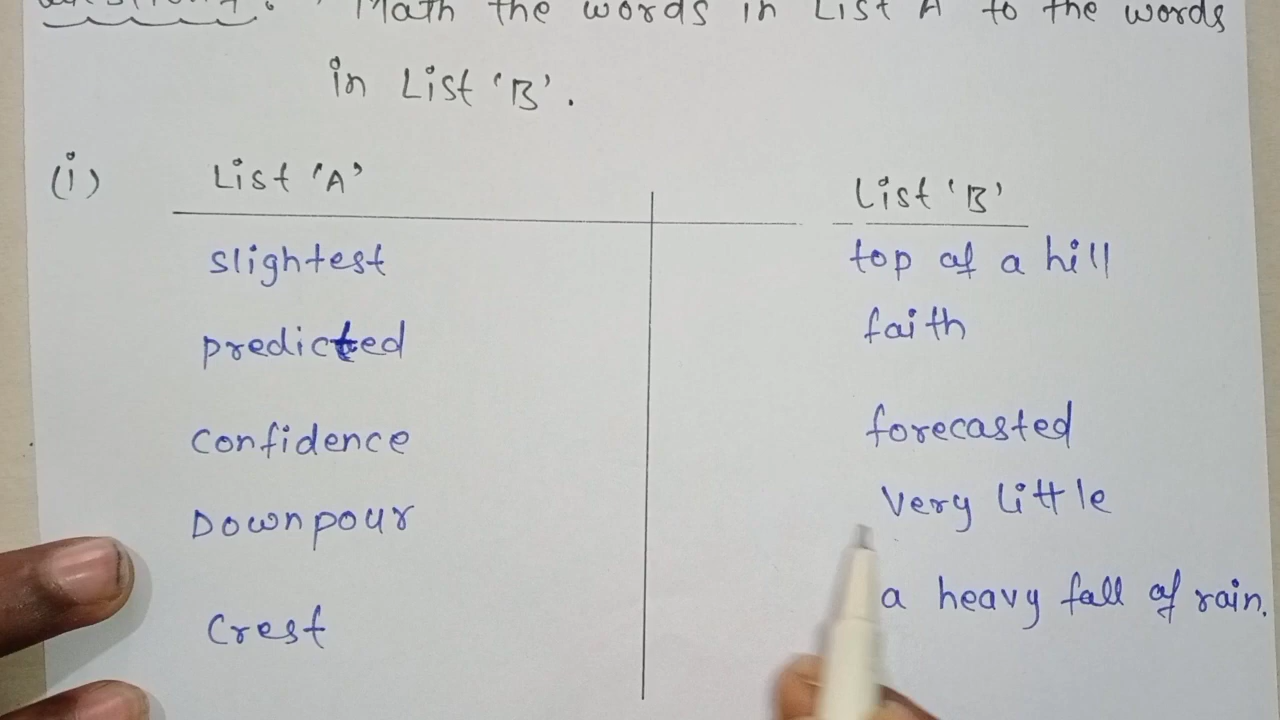 : Math the words in List A to the words
in List 'B'.
(i) List 'A' List 'B'
slightest top of a hill
predicted faith
Confidence forecasted
Downpour Very little
Crest a heavy fall of rain.